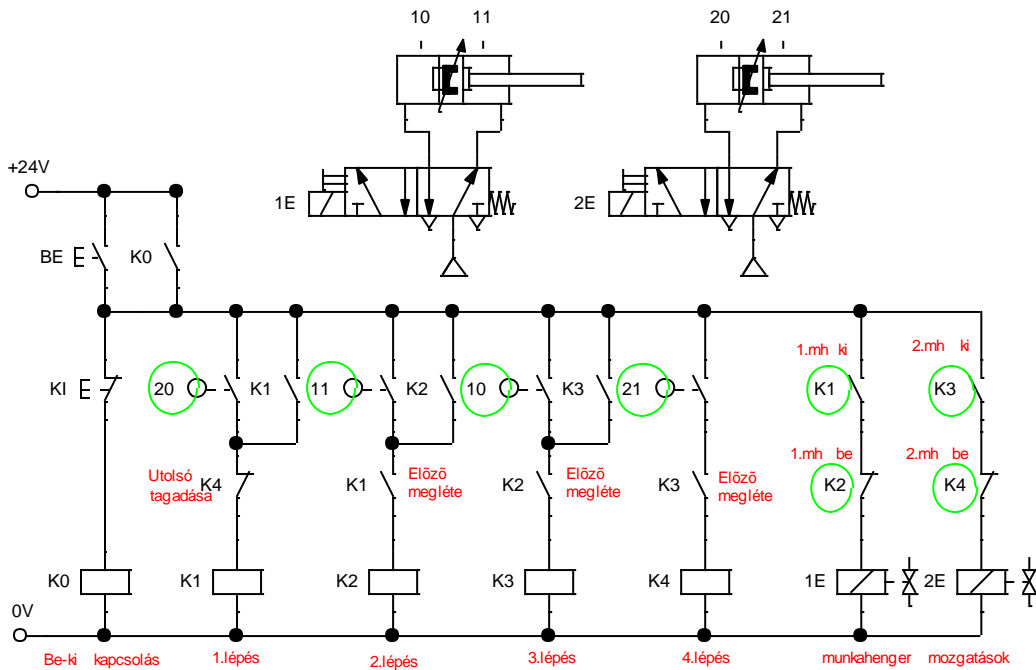 10 11 20 21
+24V
1E 2E
BE K0
1.mh ki 2.mh ki
KI 20 K1 11 K2 10 K3 21 K1 K3
1.mh be 2.mh be
Utolsó
tagadása
K4 K1 Elõzõ
megléte
K2 Elõzõ
megléte
K3 Elõzõ
megléte
K2 K4
K0 K1 K2 K3 K4 1E 2E
0V
Be-ki kapcsolás 1.lépés 2.lépés 3.lépés 4.lépés munkahenger mozgatások